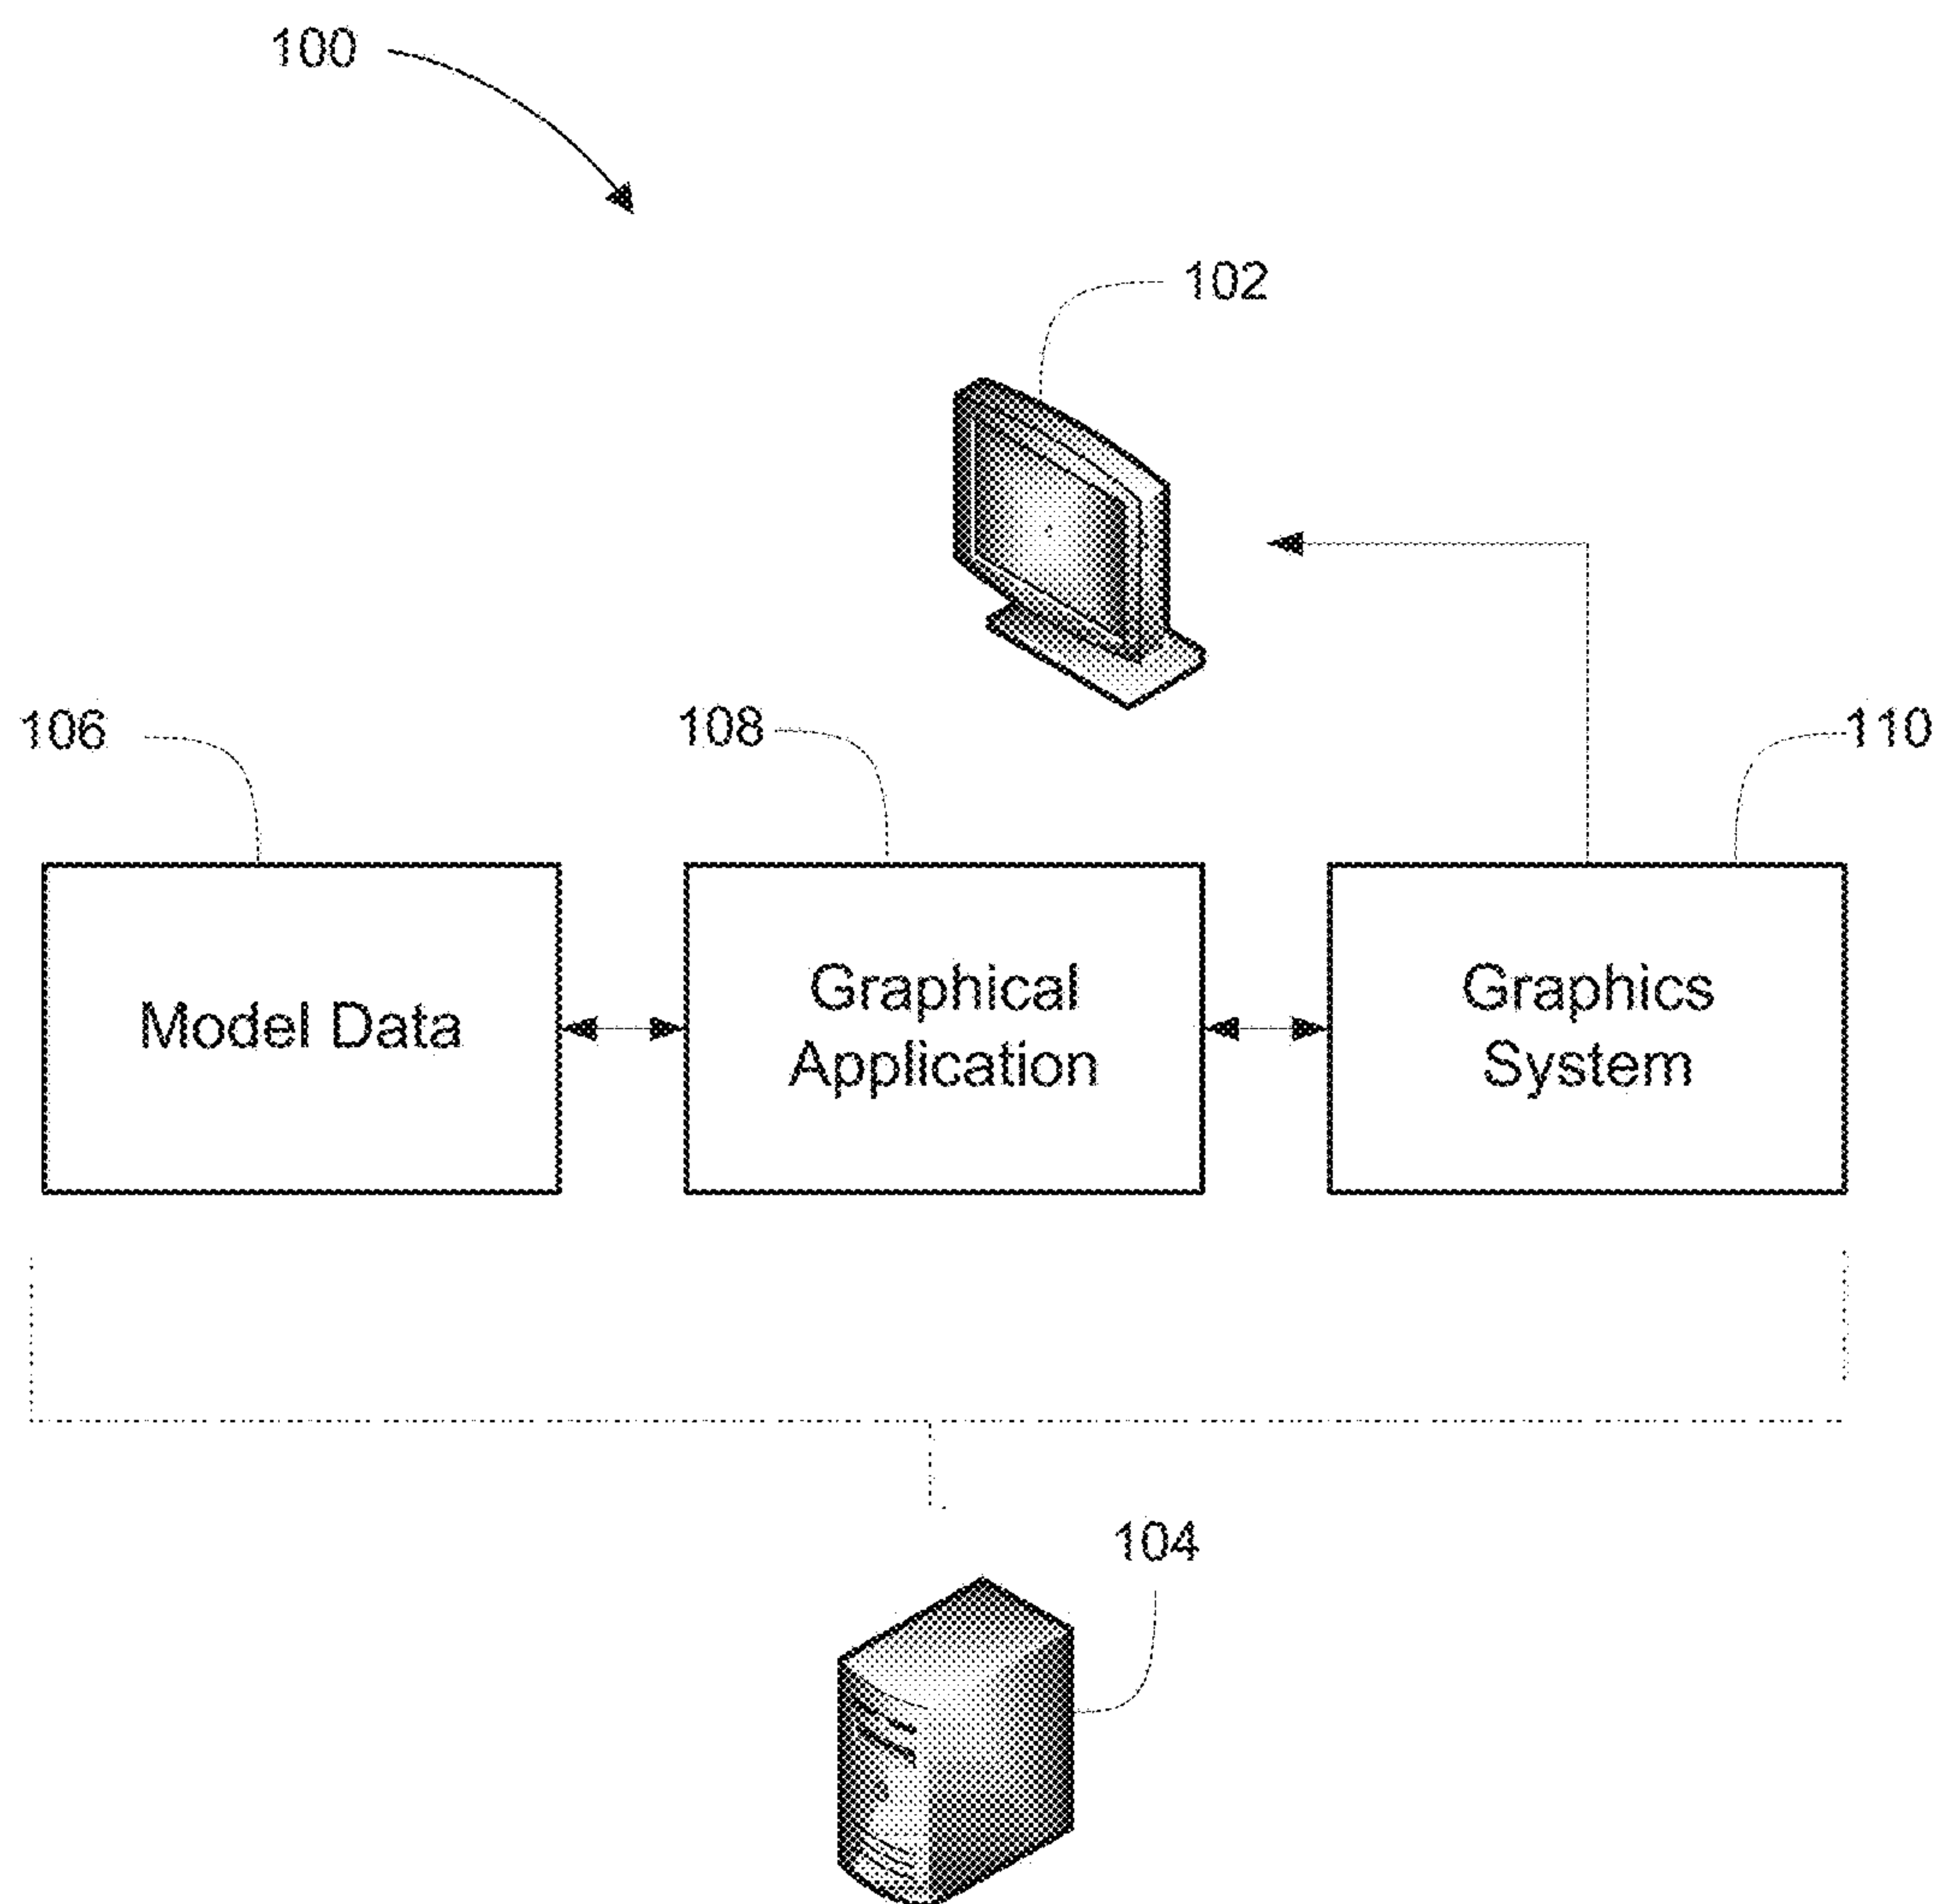 100
102
106
108
110
Model Data
Graphical
Application
Graphics
System
104